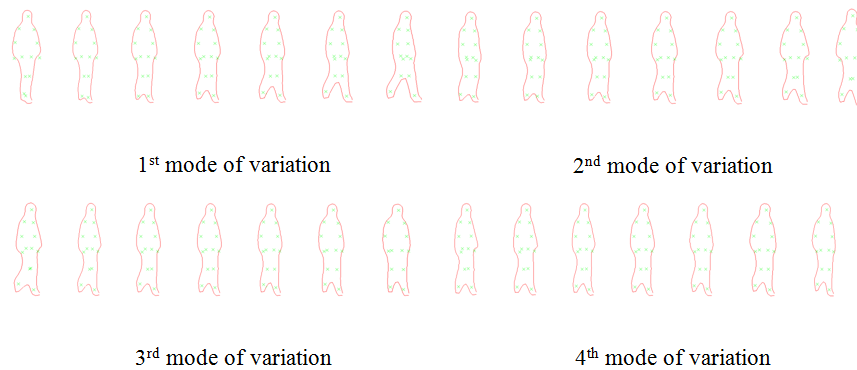 1st mode of variation
2nd mode of variation
3rd mode of variation
4th mode of variation